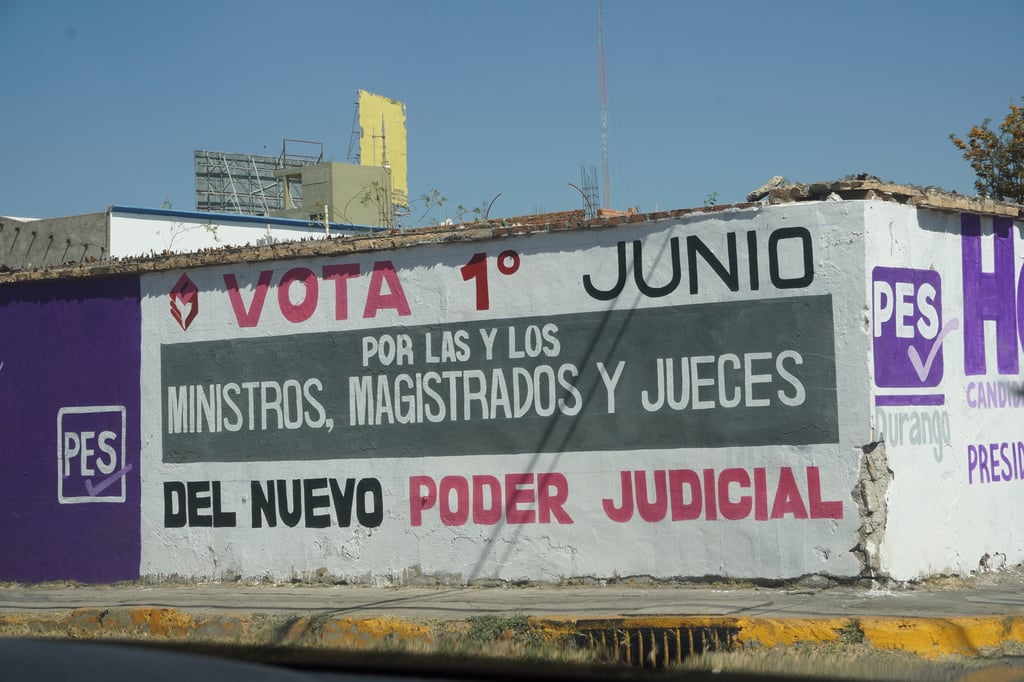 VOTA 1° JUNIO
POR LAS Y LOS
MINISTROS, MAGISTRADOS Y JUECES
DEL NUEVO PODER JUDICIAL
PES
PES
Durango